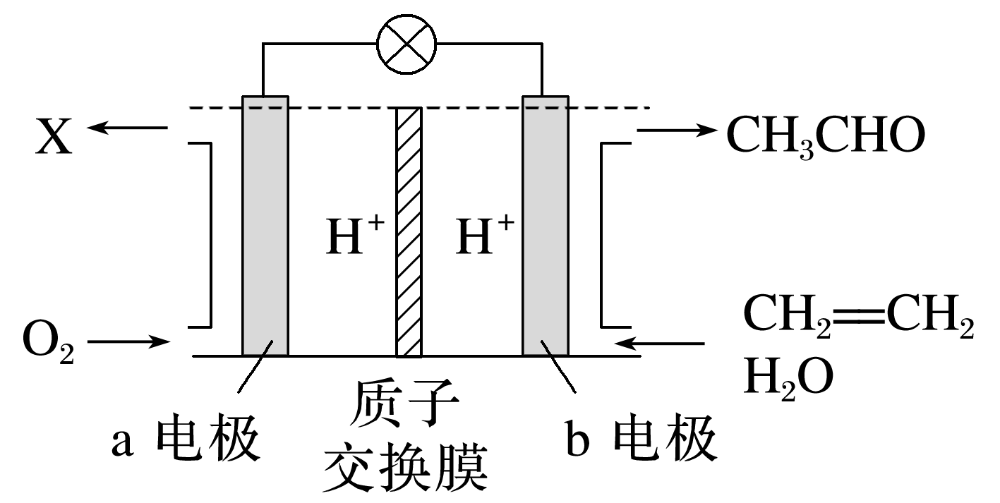 X
CH₃CHO
H⁺
H⁺
O₂
CH₂=CH₂
H₂O
质子
交换膜
a 电极
b 电极